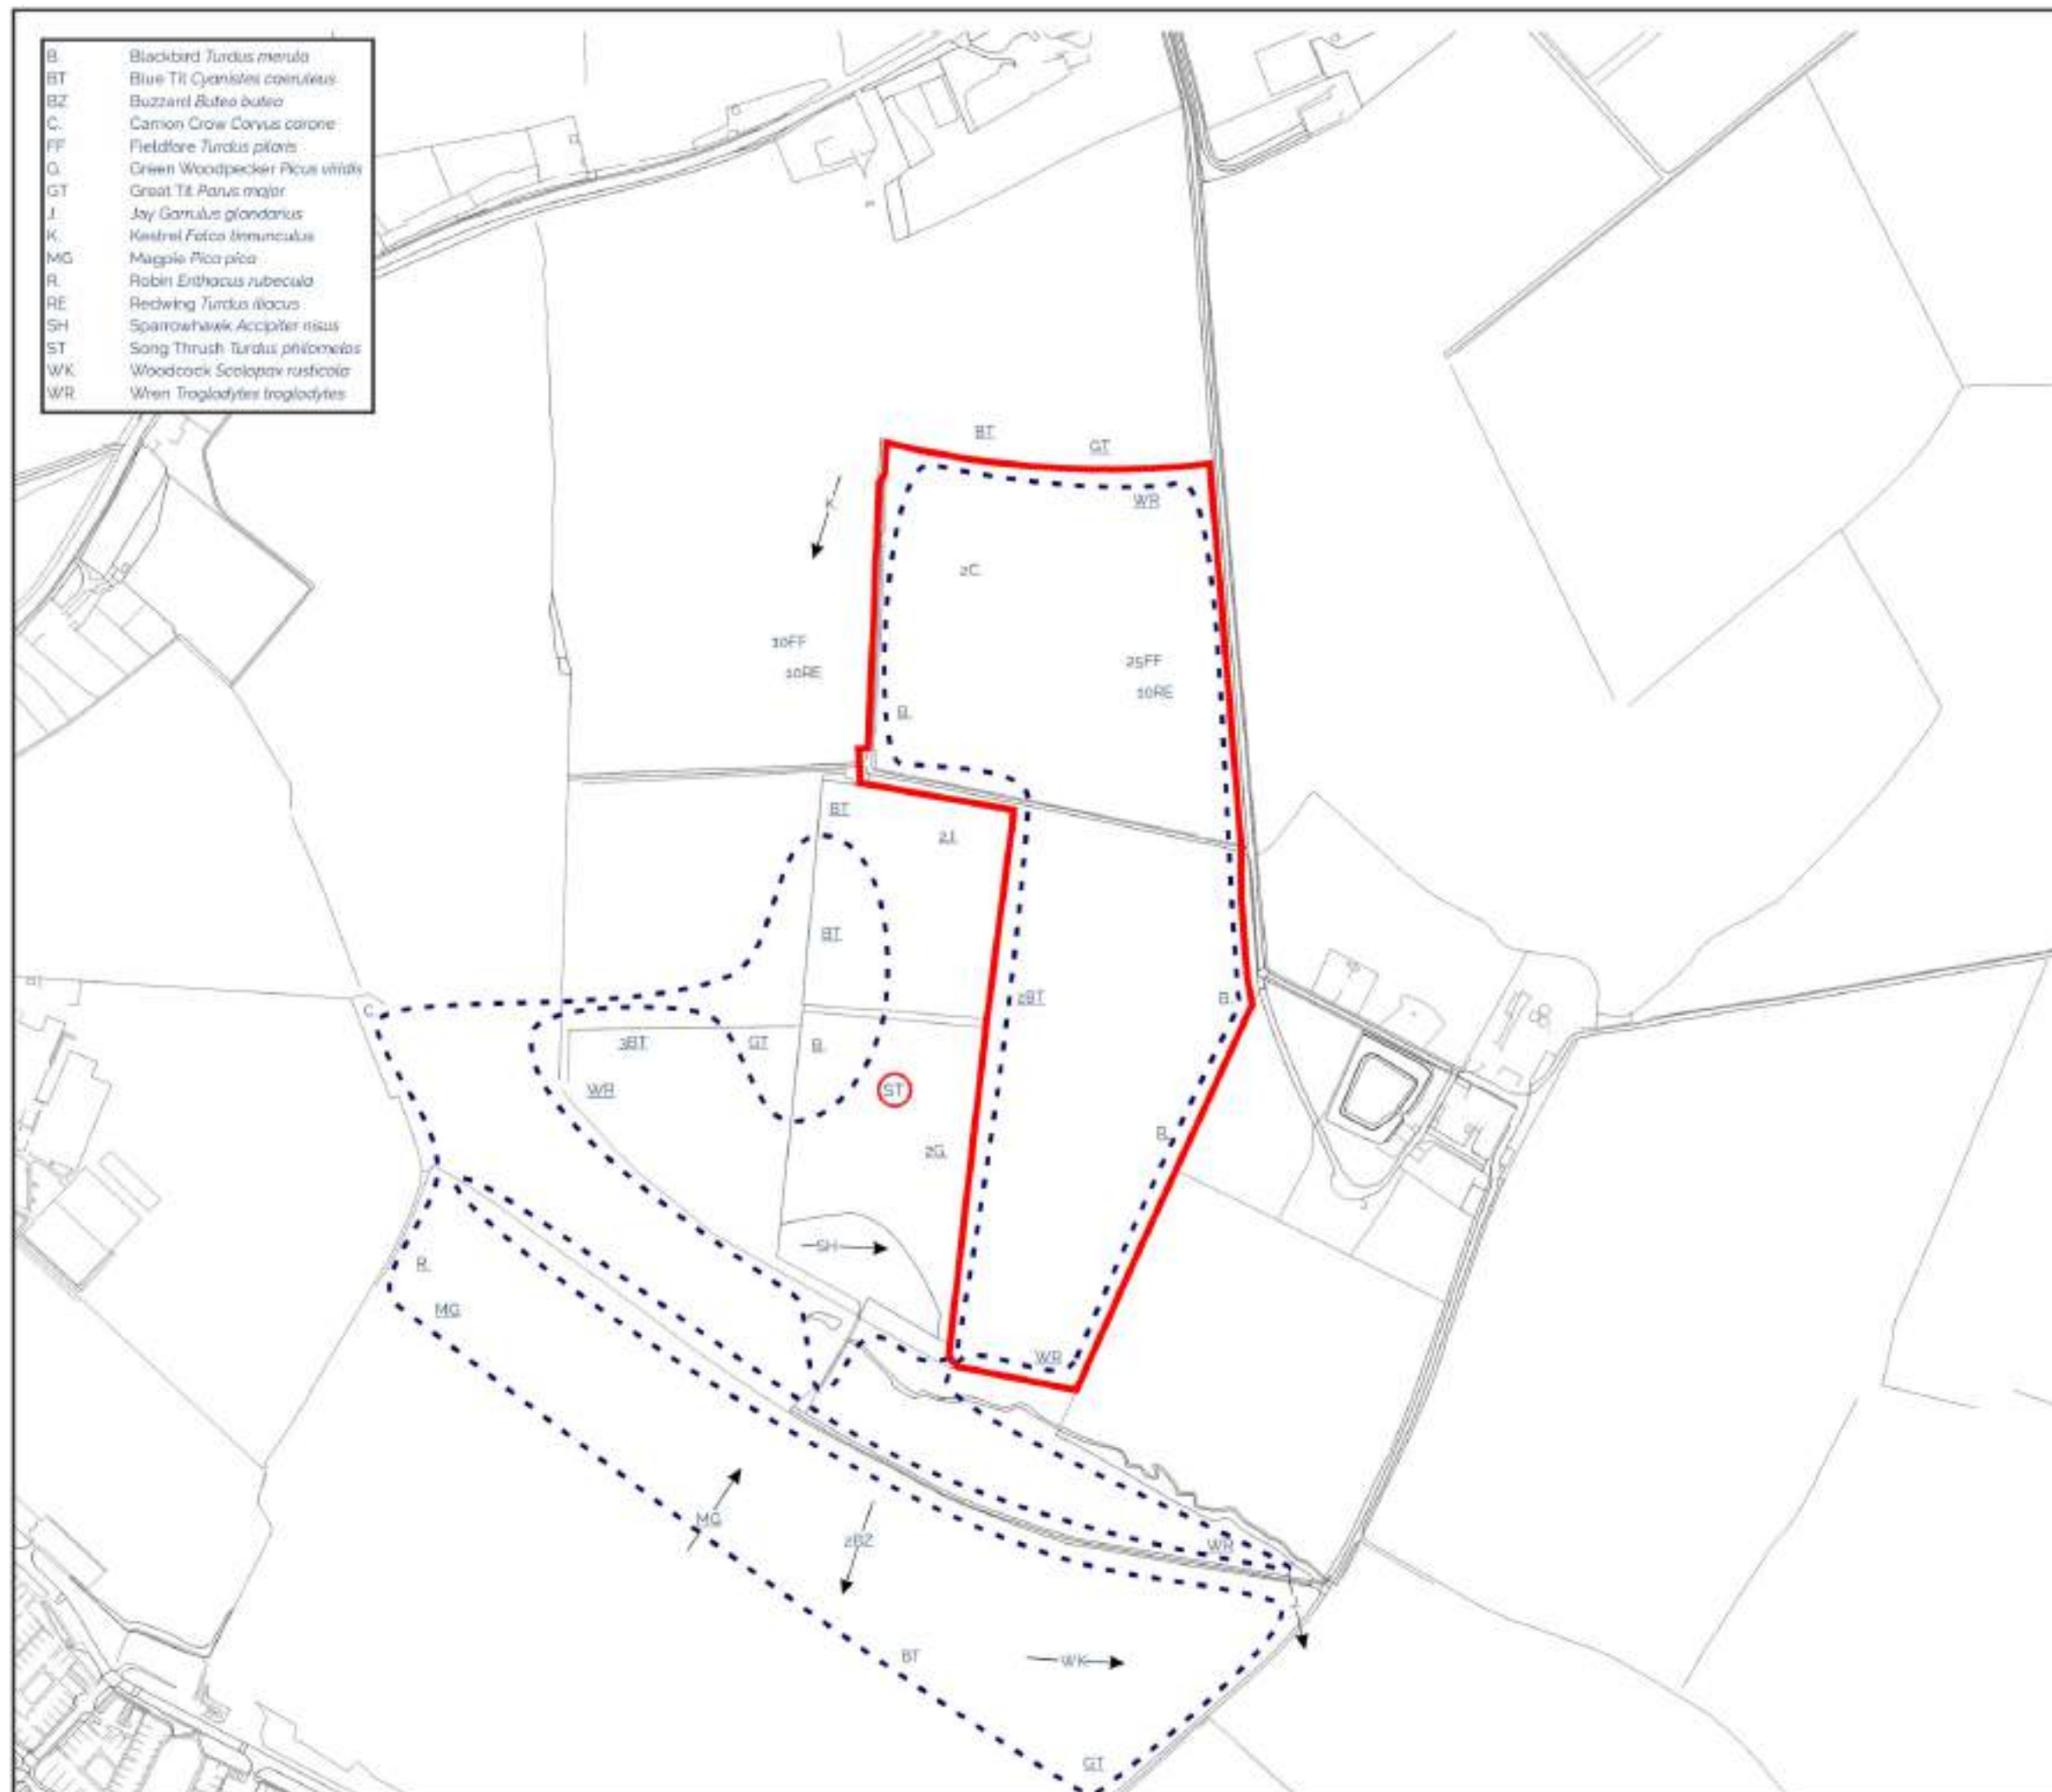 B. Blackbird Turdus merula
BT Blue Tit Cyanistes caeruleus
BZ Buzzard Buteo buteo
C. Carrion Crow Corvus corone
FF Fieldfare Turdus pilaris
G. Green Woodpecker Picus viridis
GT Great Tit Parus major
J. Jay Garrulus glandarius
K. Kestrel Falco tinnunculus
MG Magpie Pica pica
R. Robin Erithacus rubecula
RE Redwing Turdus iliacus
SH Sparrowhawk Accipiter nisus
ST Song Thrush Turdus philomelos
WK Woodcock Scolopax rusticola
WR Wren Troglodytes troglodytes
BT
GT
K.
WR
2C.
10FF
25FF
10RE
10RE
B.
BT
2J.
BT
2BT
B.
C.
3BT
GT
B.
WR
ST
B.
2G.
SH
R.
MG
WR
MG
2BZ
WR
J.
BT
WK
GT